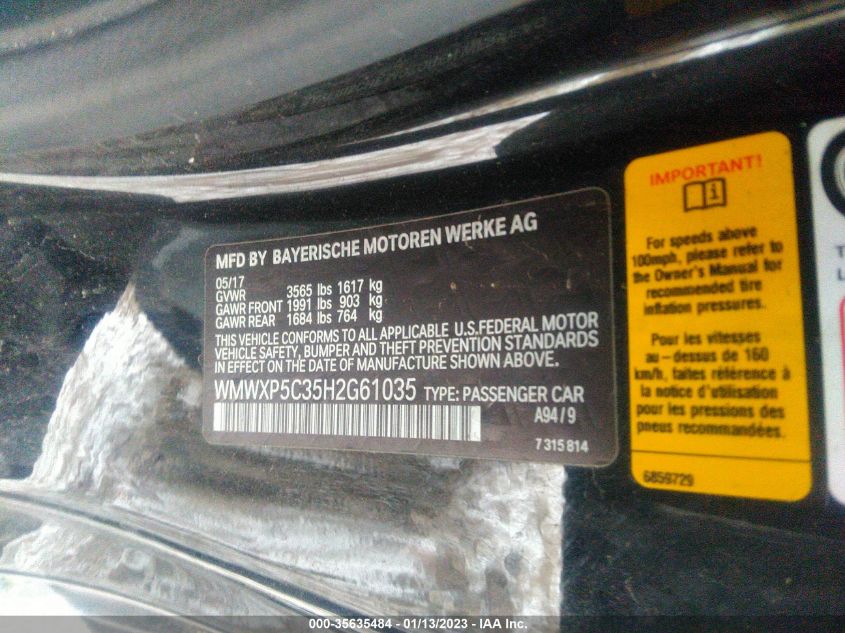 MFD BY BAYERISCHE MOTOREN WERKE AG
05/17
GVWR 3565 lbs 1617 kg
GAWR FRONT 1991 lbs 903 kg
GAWR REAR 1684 lbs 764 kg
THIS VEHICLE CONFORMS TO ALL APPLICABLE U.S.FEDERAL MOTOR
VEHICLE SAFETY, BUMPER AND THEFT PREVENTION STANDARDS
IN EFFECT ON THE DATE OF MANUFACTURE SHOWN ABOVE.
WMWXP5C35H2G61035 TYPE: PASSENGER CAR
A94/9
7 315 814
IMPORTANT!
i
For speeds above
100mph, please refer to
the Owner's Manual for
recommended tire
inflation pressures.
Pour les vitesses
au-dessus de 160
km/h, faites référence à
la notice d'utilisation
pour les pressions des
pneus recommandées.
6859729
T
L
000-35635484 - 01/13/2023 - IAA Inc.